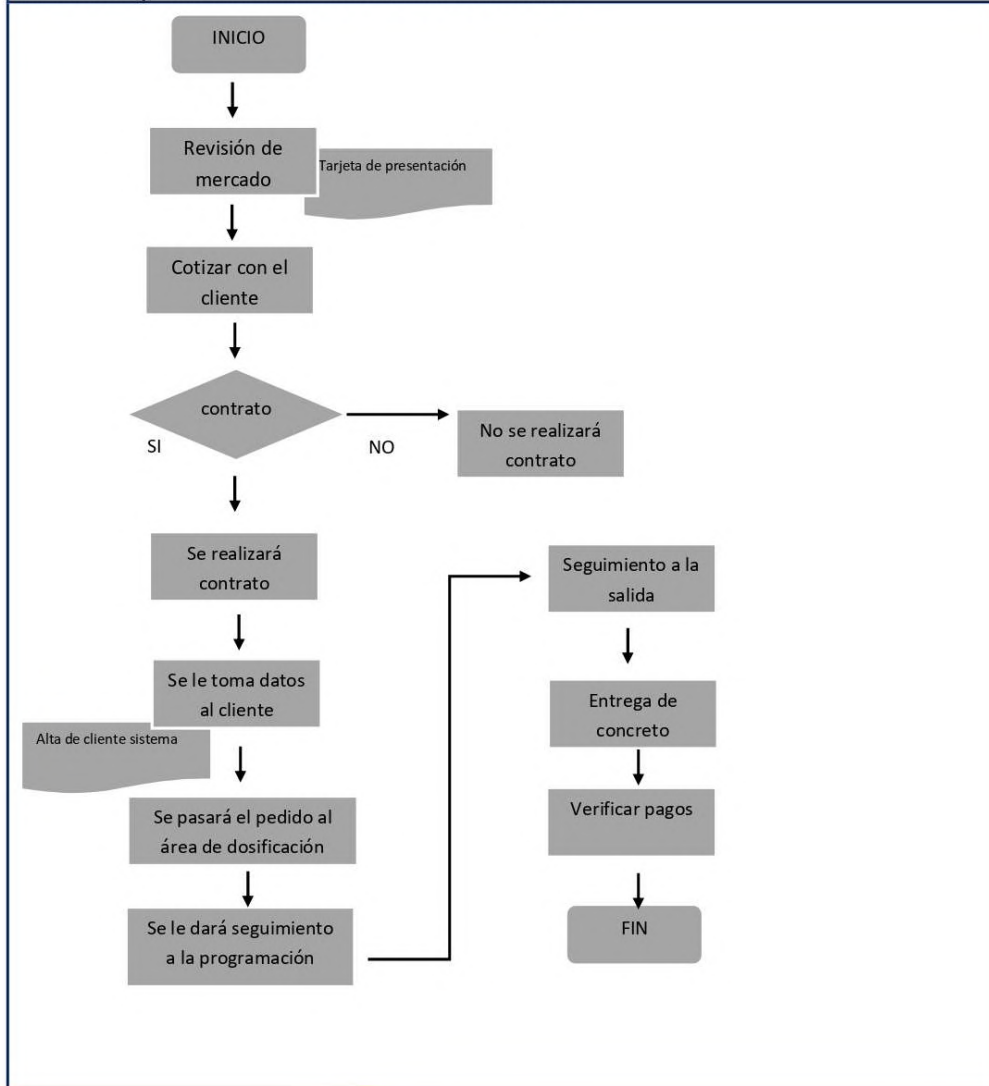 INICIO
Revisión de
mercado
Tarjeta de presentación
Cotizar con el
cliente
contrato
SI
NO
No se realizará
contrato
Se realizará
contrato
Se le toma datos
al cliente
Alta de cliente sistema
Se pasará el pedido al
área de dosificación
Se le dará seguimiento
a la programación
Seguimiento a la
salida
Entrega de
concreto
Verificar pagos
FIN